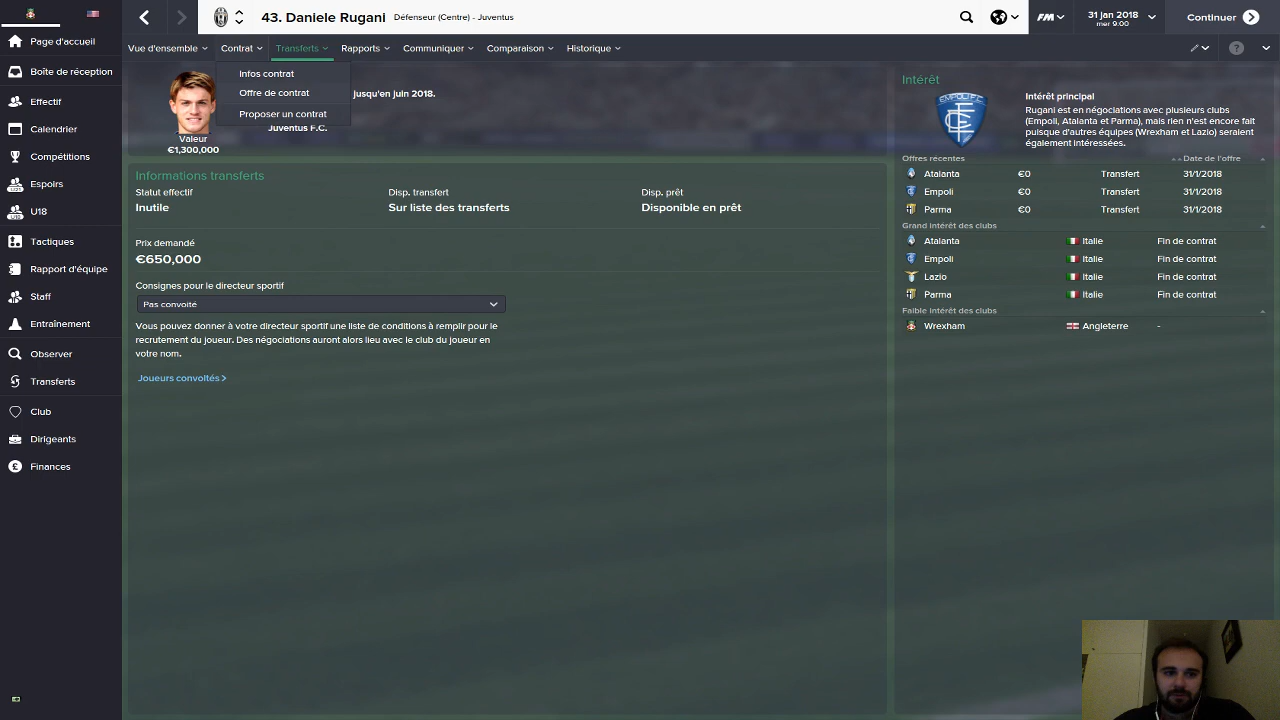 43. Daniele Rugani Défenseur (Centre) - Juventus
FM
31 jan 2018
mer 9:00
Continuer
Page d'accueil
Boîte de réception
Effectif
Calendrier
Compétitions
Espoirs
U18
Tactiques
Rapport d'équipe
Staff
Entraînement
Observer
Transferts
Club
Dirigeants
Finances
Vue d'ensemble Contrat Transferts Rapports Communiquer Comparaison Historique
?
Infos contrat
Offre de contrat
Proposer un contrat
jusqu'en juin 2018.
Juventus F.C.
Valeur
€1,300,000
Informations transferts
Statut effectif Disp. transfert Disp. prêt
Inutile Sur liste des transferts Disponible en prêt
Prix demandé
€650,000
Consignes pour le directeur sportif
Pas convoité
Vous pouvez donner à votre directeur sportif une liste de conditions à remplir pour le
recrutement du joueur. Des négociations auront alors lieu avec le club du joueur en
votre nom.
Joueurs convoités
Intérêt
Intérêt principal
Rugani est en négociations avec plusieurs clubs
(Empoli, Atalanta et Parma), mais rien n'est encore fait
puisque d'autres équipes (Wrexham et Lazio) seraient
également intéressées.
Offres récentes Date de l'offre
Atalanta €0 Transfert 31/1/2018
Empoli €0 Transfert 31/1/2018
Parma €0 Transfert 31/1/2018
Grand intérêt des clubs
Atalanta Italie Fin de contrat
Empoli Italie Fin de contrat
Lazio Italie Fin de contrat
Parma Italie Fin de contrat
Faible intérêt des clubs
Wrexham Angleterre -